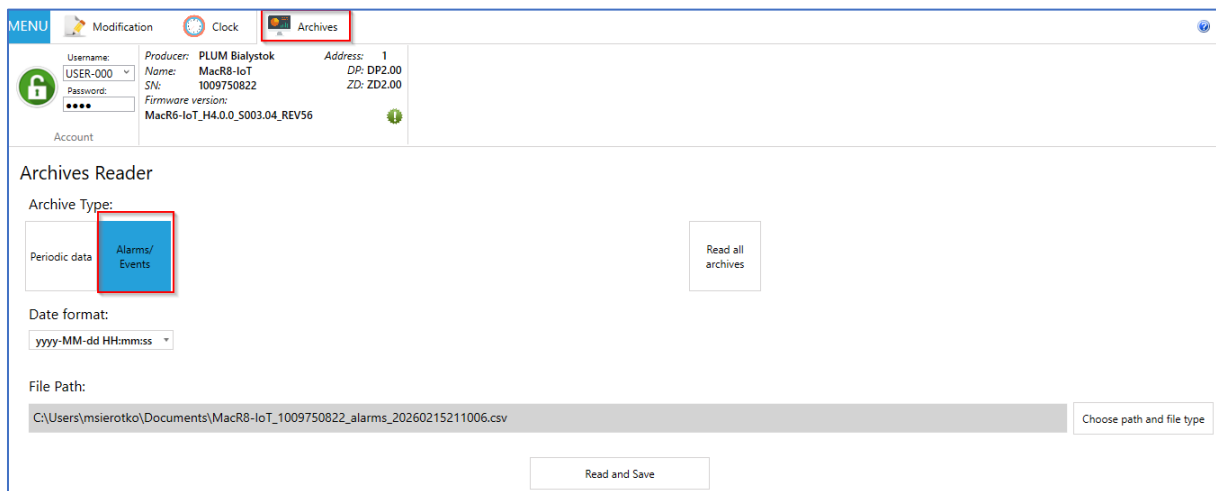 MENU Modification Clock Archives
Username:
USER-000
Password:
••••
Account
Producer: PLUM Bialystok Address: 1
Name: MacR8-IoT DP: DP2.00
SN: 1009750822 ZD: ZD2.00
Firmware version:
MacR6-IoT_H4.0.0_S003.04_REV56
Archives Reader
Archive Type:
Periodic data
Alarms/
Events
Read all
archives
Date format:
yyyy-MM-dd HH:mm:ss
File Path:
C:\Users\msierotko\Documents\MacR8-IoT_1009750822_alarms_20260215211006.csv
Choose path and file type
Read and Save